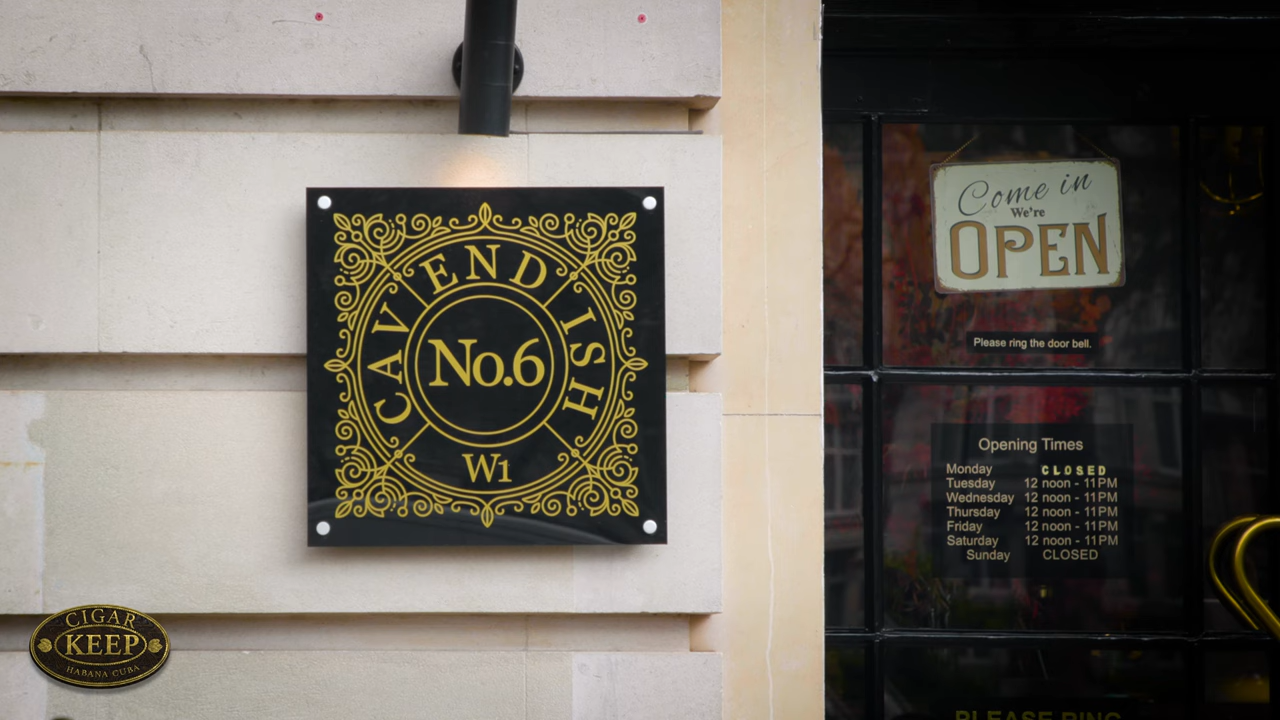 CAVENDISH
No.6
W1
Come in
We're
OPEN
Please ring the door bell.
Opening Times
Monday CLOSED
Tuesday 12 noon - 11PM
Wednesday 12 noon - 11PM
Thursday 12 noon - 11PM
Friday 12 noon - 11PM
Saturday 12 noon - 11PM
Sunday CLOSED
PLEASE RING
CIGAR
KEEP
HABANA CUBA